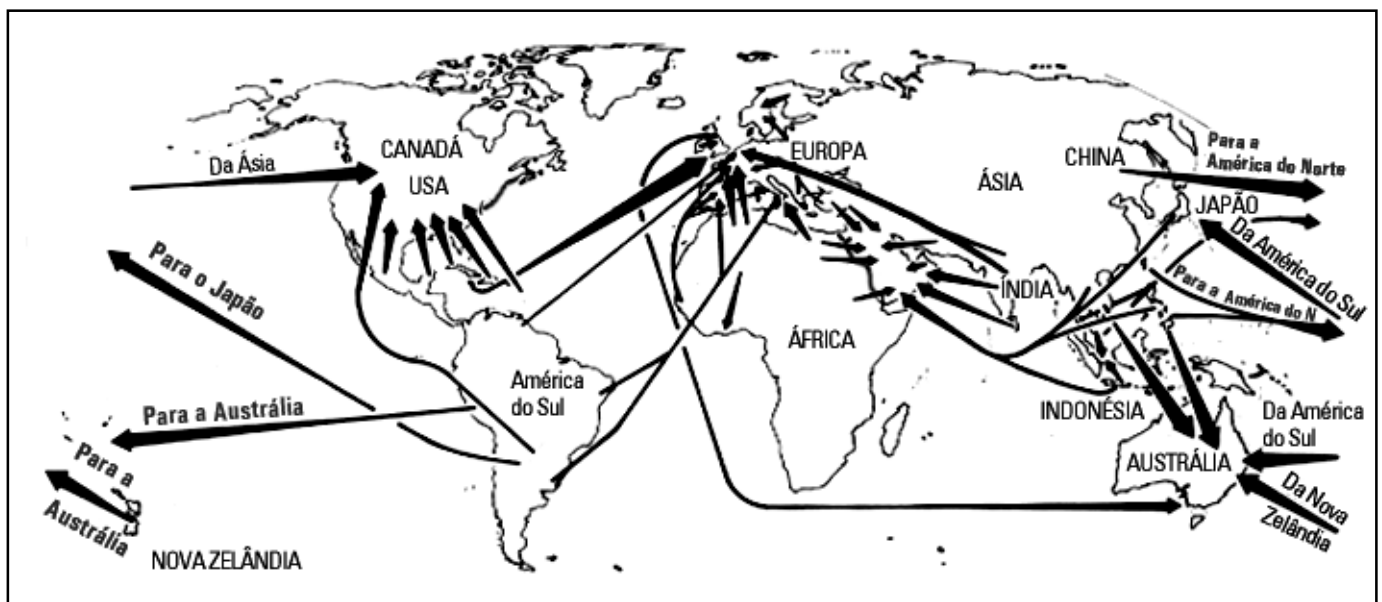 CANADÁ
USA
Da Ásia
EUROPA
ÁSIA
CHINA
Para a
América do Norte
JAPÃO
Da América do Sul
Para a América do N
ÍNDIA
Para o Japão
ÁFRICA
América
do Sul
Para a Austrália
INDONÉSIA
Da América
do Sul
AUSTRÁLIA
Da Nova
Zelândia
Para a
Austrália
NOVA ZELÂNDIA